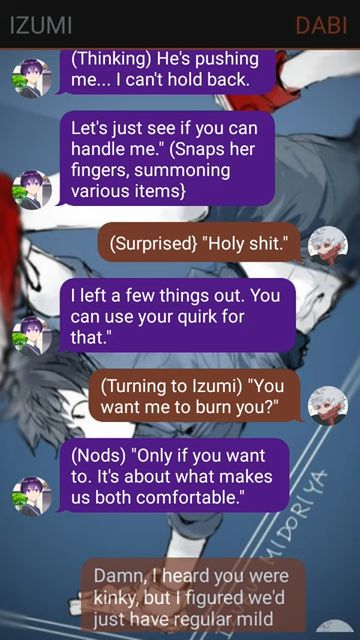 IZUMI
DABI
(Thinking) He's pushing
me... I can't hold back.
Let's just see if you can
handle me." (Snaps her
fingers, summoning
various items}
(Surprised} "Holy shit."
I left a few things out. You
can use your quirk for
that."
(Turning to Izumi) "You
want me to burn you?"
(Nods) "Only if you want
to. It's about what makes
us both comfortable."
MIDORIYA
Damn, I heard you were
kinky, but I figured we'd
just have regular mild